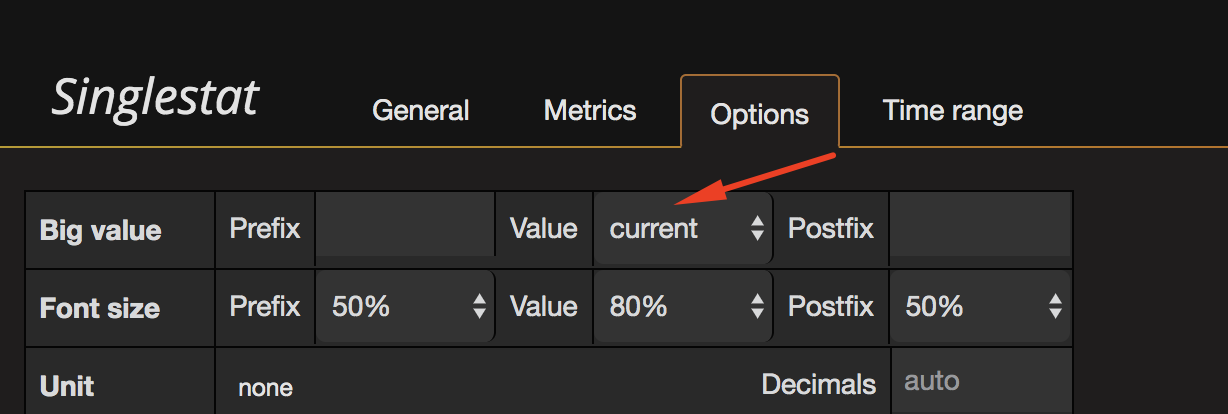 Singlestat General Metrics Options Time range
Big value Prefix Value current Postfix
Font size Prefix 50% Value 80% Postfix 50%
Unit none Decimals auto